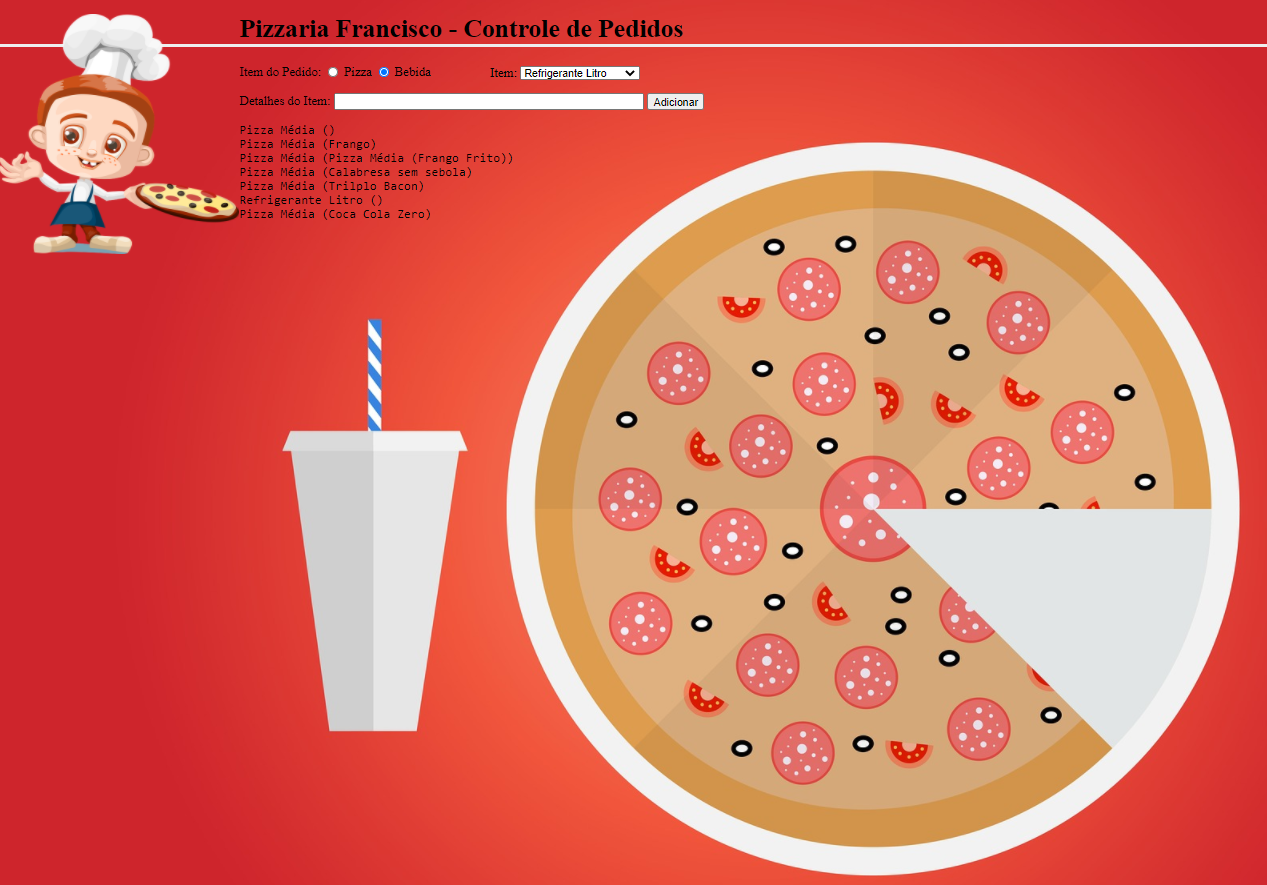 Pizzaria Francisco - Controle de Pedidos
Item do Pedido: Pizza Bebida Item: Refrigerante Litro
Detalhes do Item: Adicionar
Pizza Média ()
Pizza Média (Frango)
Pizza Média (Pizza Média (Frango Frito))
Pizza Média (Calabresa sem sebola)
Pizza Média (Trilplo Bacon)
Refrigerante Litro ()
Pizza Média (Coca Cola Zero)